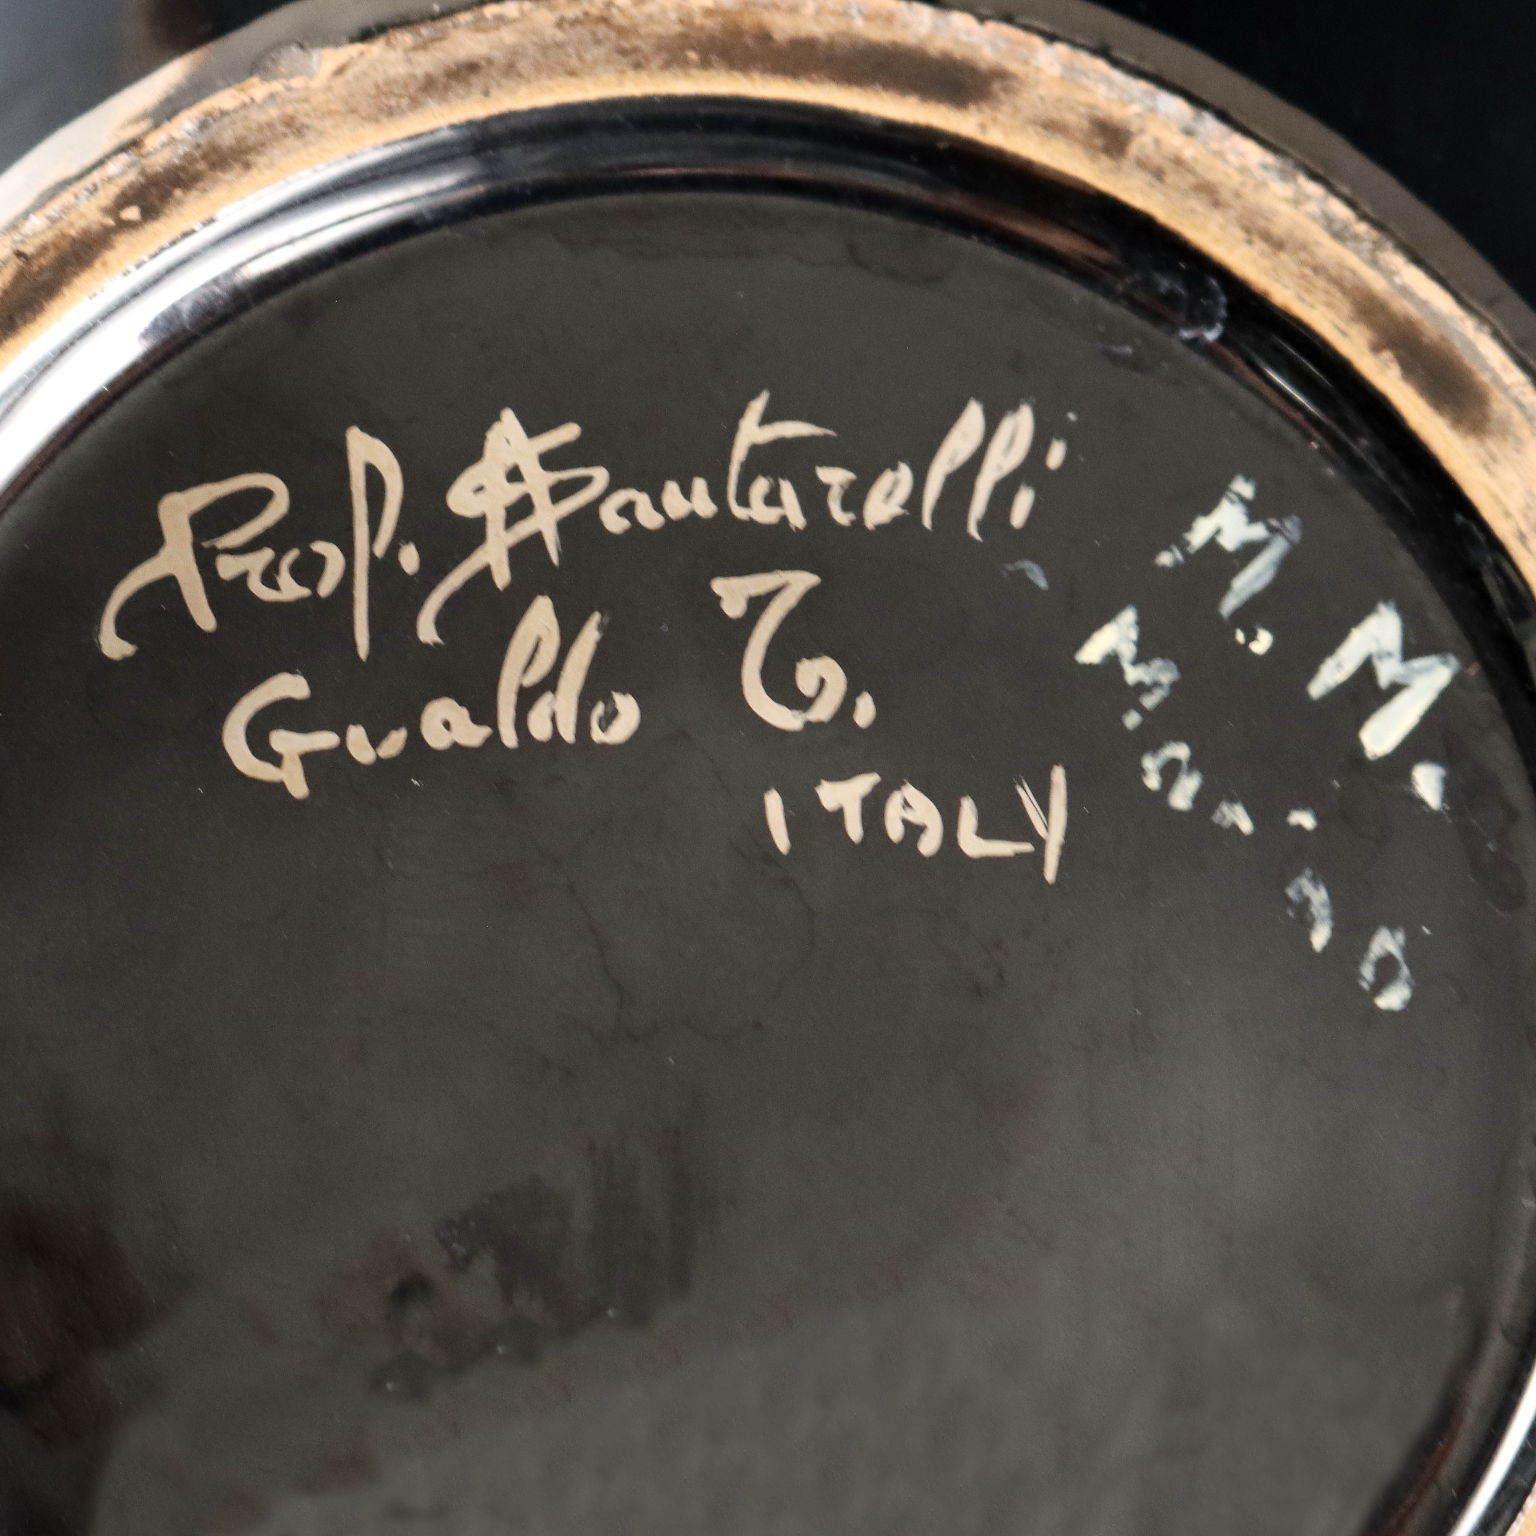 Prof. A Santarelli
Gualdo T.
ITALY
M. M.